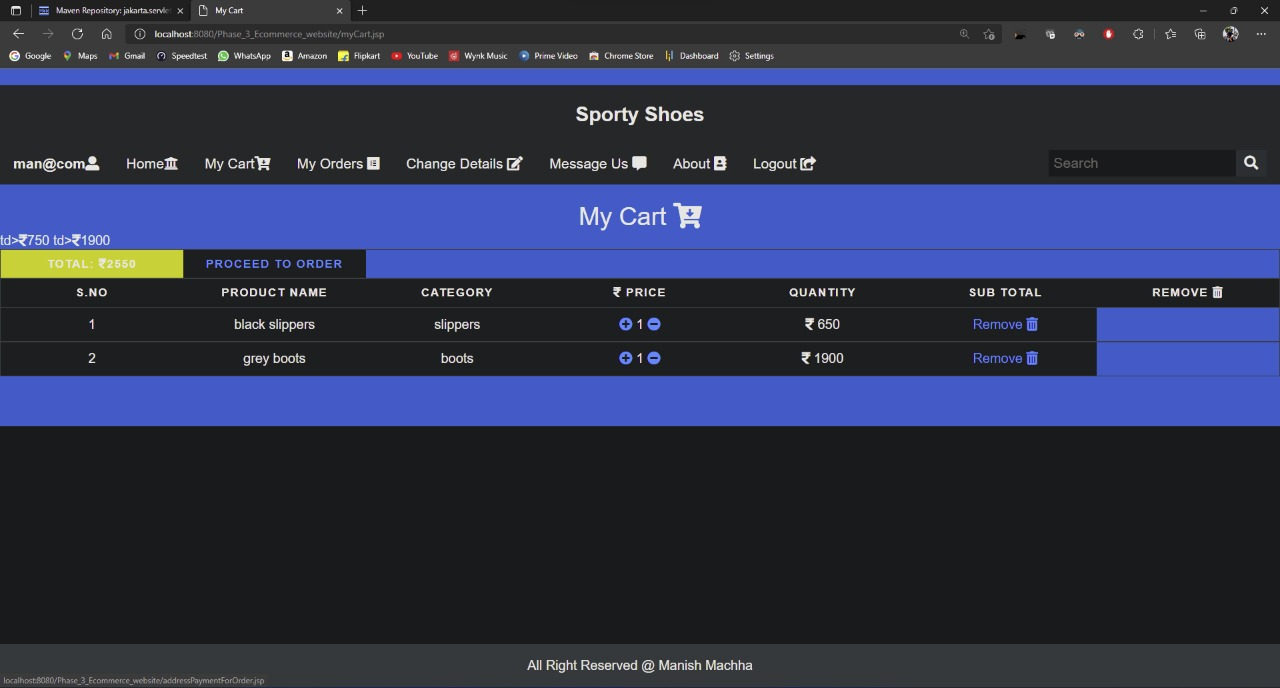 Maven Repository: jakarta.servlet
My Cart
localhost:8080/Phase_3_Ecommerce_website/myCart.jsp
Google Maps Gmail Speedtest WhatsApp Amazon Flipkart YouTube Wynk Music Prime Video Chrome Store Dashboard Settings
Sporty Shoes
man@com Home My Cart My Orders Change Details Message Us About Logout Search
My Cart
td>₹750 td>₹1900
TOTAL: ₹2550 PROCEED TO ORDER
S.NO PRODUCT NAME CATEGORY ₹ PRICE QUANTITY SUB TOTAL REMOVE
1 black slippers slippers 1 ₹ 650 Remove
2 grey boots boots 1 ₹ 1900 Remove
All Right Reserved @ Manish Machha
localhost:8080/Phase_3_Ecommerce_website/addressPaymentForOrder.jsp